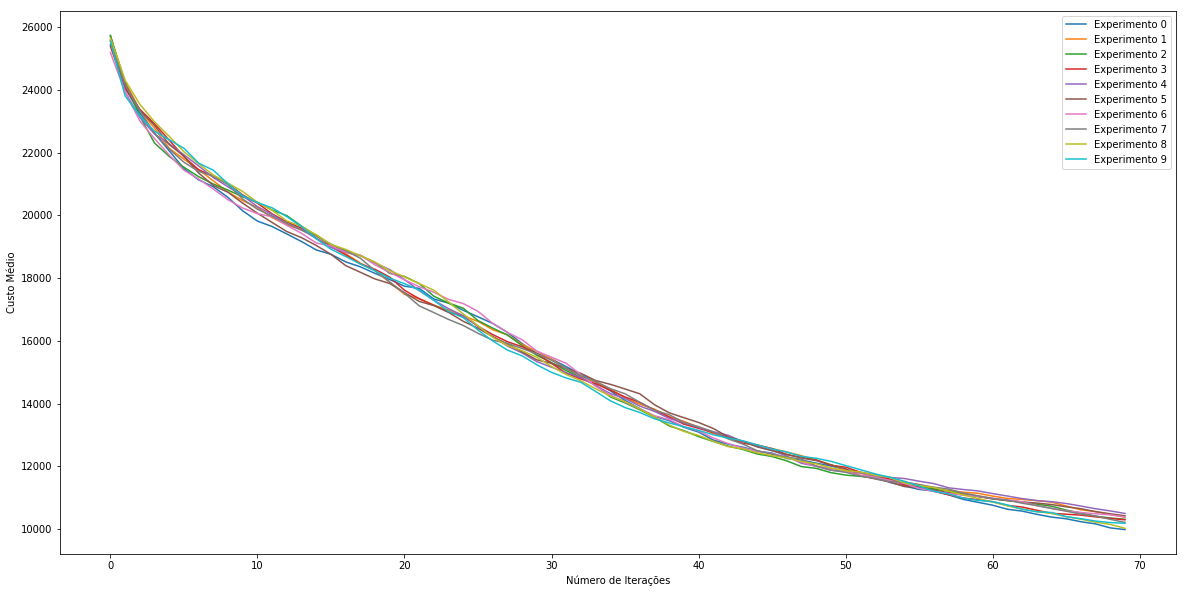 26000
24000
22000
20000
18000
16000
14000
12000
10000
Custo Médio
0 10 20 30 40 50 60 70
Número de Iterações
Experimento 0
Experimento 1
Experimento 2
Experimento 3
Experimento 4
Experimento 5
Experimento 6
Experimento 7
Experimento 8
Experimento 9